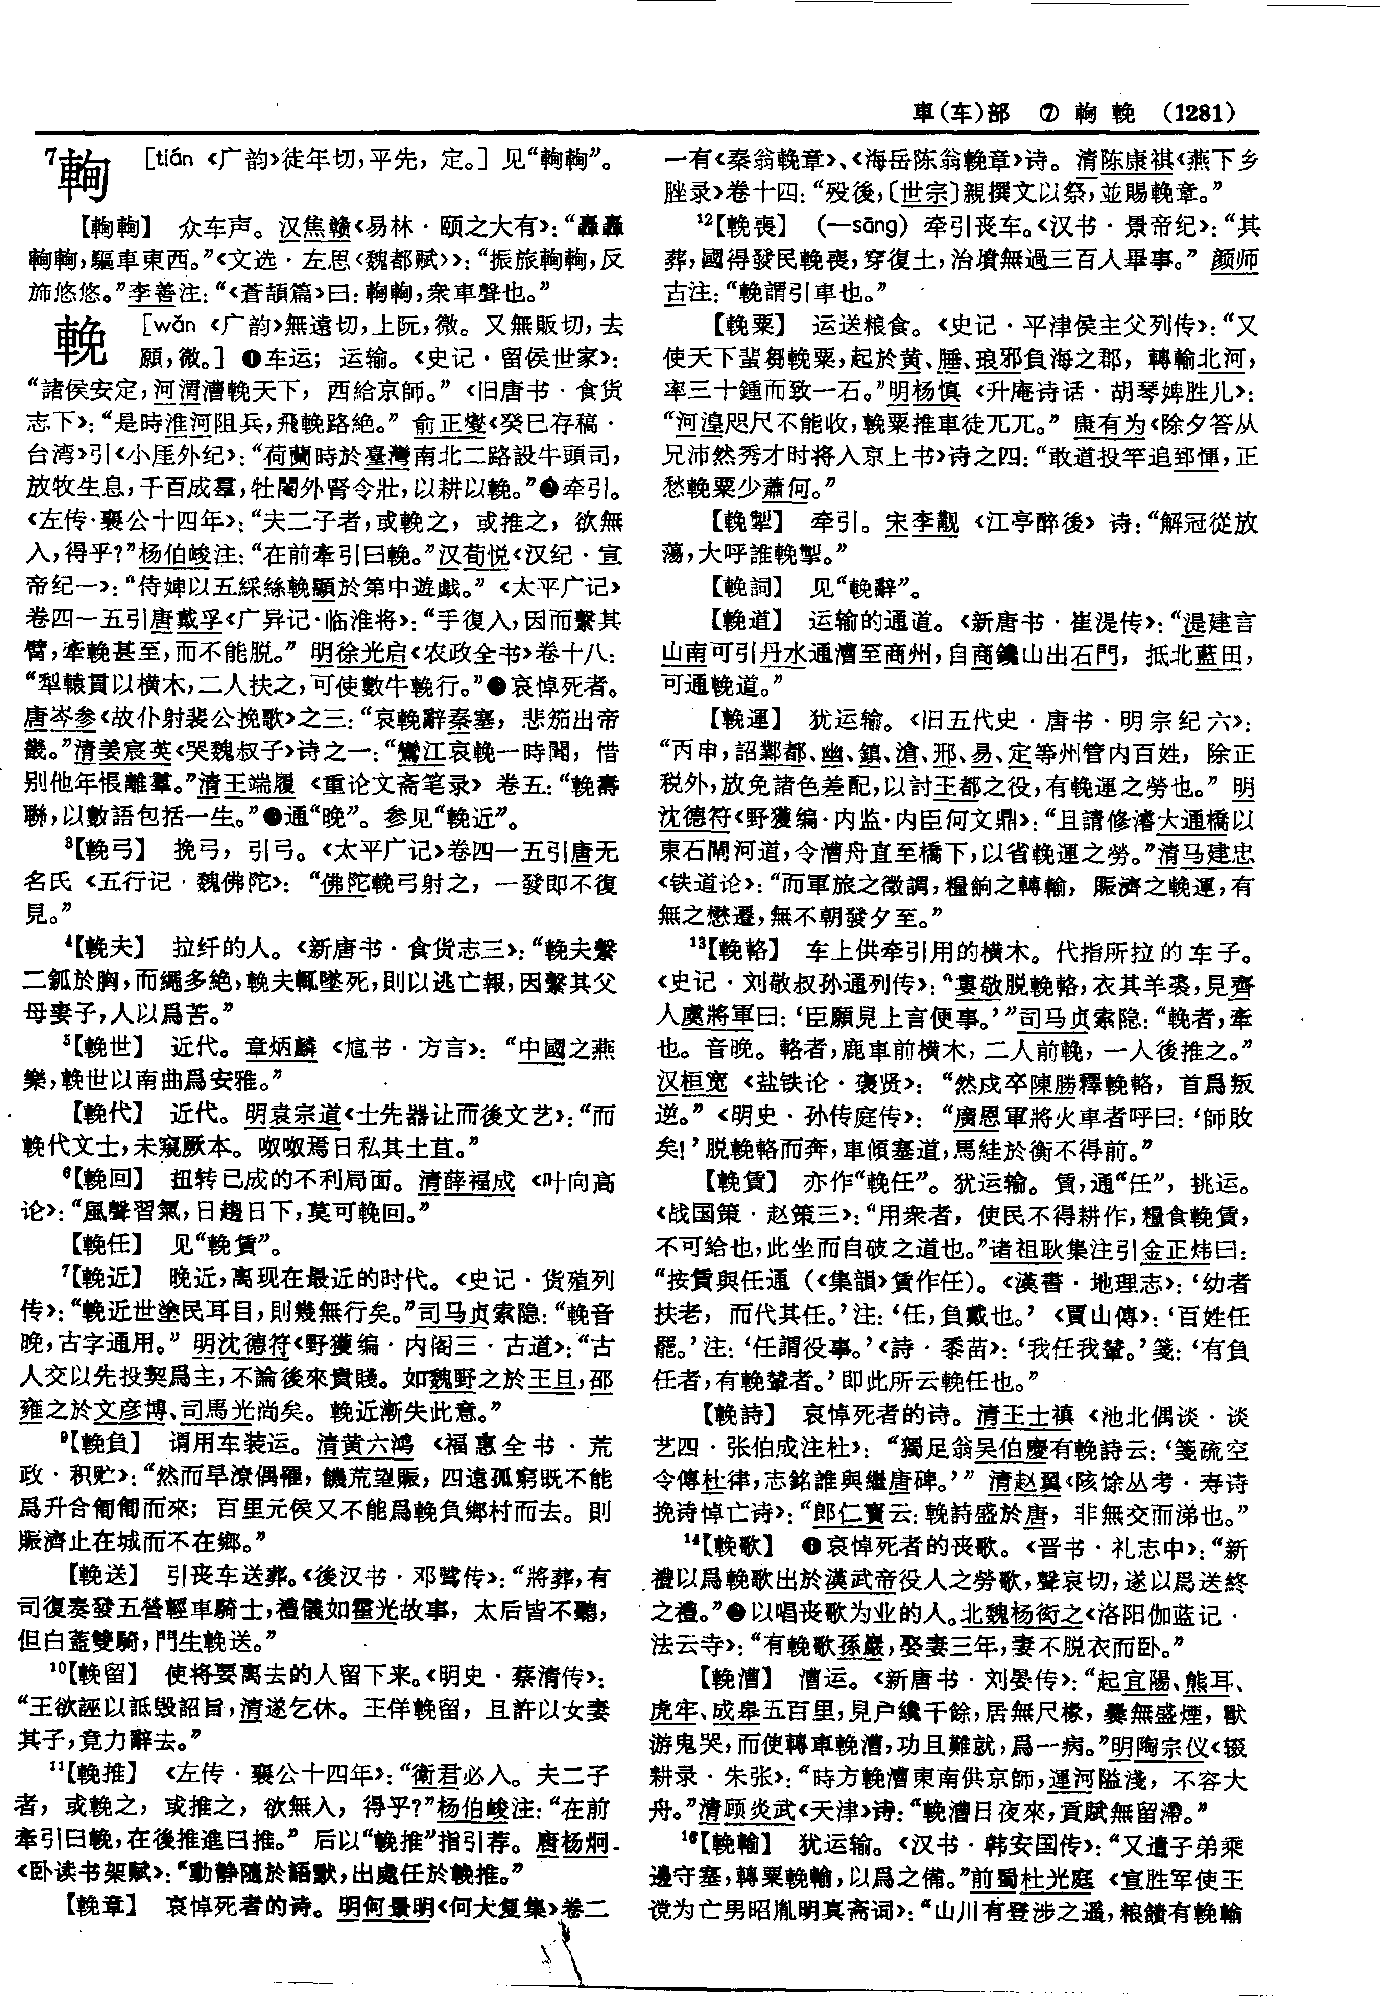 車(车)部 ⑦ 軥 輓 (1281)
7 軥 [tián 《广韵》徒年切,平先,定。] 见“軥軥”。
【軥軥】 众车声。汉焦赣《易林·颐之大有》:“轟轟
軥軥,驅車東西。”《文选·左思〈魏都赋〉》:“振旅軥軥,反
旆悠悠。”李善注:“《蒼頡篇》曰:軥軥,衆車聲也。”
輓 [wǎn 《广韵》無遠切,上阮,微。又無販切,去
願,微。] ❶车运;运输。《史记·留侯世家》:
“諸侯安定,河渭漕輓天下,西給京師。”《旧唐书·食货
志下》:“是時淮河阻兵,飛輓路絶。”俞正燮《癸巳存稿·
台湾》引《小厓外纪》:“荷蘭時於臺灣南北二路設牛頭司,
放牧生息,千百成羣,牡閹外腎令壯,以耕以輓。”❷牵引。
《左传·襄公十四年》:“夫二子者,或輓之,或推之,欲無
入,得乎?”杨伯峻注:“在前牽引曰輓。”汉荀悦《汉纪·宣
帝纪一》:“侍婢以五綵絲輓顯於第中遊戲。”《太平广记》
卷四一五引唐戴孚《广异记·临淮将》:“手復入,因而繫其
臂,牽輓甚至,而不能脱。”明徐光启《农政全书》卷十八:
“犁轅貫以横木,二人扶之,可使數牛輓行。”❸哀悼死者。
唐岑参《故仆射裴公挽歌》之三:“哀輓辭秦塞,悲笳出帝
畿。”清姜宸英《哭魏叔子》诗之一:“鸞江哀輓一時聞,惜
别他年恨離羣。”清王端履《重论文斋笔录》卷五:“輓壽
聯,以數語包括一生。”❹通“晚”。参见“輓近”。
3【輓弓】 挽弓,引弓。《太平广记》卷四一五引唐无
名氏《五行记·魏佛陀》:“佛陀輓弓射之,一發即不復
見。”
4【輓夫】 拉纤的人。《新唐书·食货志三》:“輓夫繫
二鈲於胸,而繩多絶,輓夫輒墜死,則以逃亡報,因繫其父
母妻子,人以爲苦。”
5【輓世】 近代。章炳麟《訄书·方言》:“中國之燕
樂,輓世以南曲爲安雅。”
【輓代】 近代。明袁宗道《士先器让而後文艺》:“而
輓代文士,未窺厥本。呶呶焉日私其土苴。”
6【輓回】 扭转已成的不利局面。清薛福成《叶向高
论》:“風聲習氣,日趨日下,莫可輓回。”
【輓任】 见“輓賃”。
7【輓近】 晚近,离现在最近的时代。《史记·货殖列
传》:“輓近世塗民耳目,則幾無行矣。”司马贞索隐:“輓音
晚,古字通用。”明沈德符《野獲编·内阁三·古道》:“古
人交以先投契爲主,不論後來貴賤。如魏野之於王旦,邵
雍之於文彦博、司馬光尚矣。輓近漸失此意。”
9【輓負】 谓用车装运。清黄六鸿《福惠全书·荒
政·积贮》:“然而旱潦偶罹,饑荒望賑,四遠孤窮既不能
爲升合匍匐而來;百里元侯又不能爲輓負鄉村而去。則
賑濟止在城而不在鄉。”
【輓送】 引丧车送葬。《後汉书·邓骘传》:“將葬,有
司復奏發五營輕車騎士,禮儀如霍光故事,太后皆不聽,
但白蓋雙騎,門生輓送。”
10【輓留】 使将要离去的人留下来。《明史·蔡清传》:
“王欲誣以詆毁詔旨,清遂乞休。王佯輓留,且許以女妻
其子,竟力辭去。”
11【輓推】 《左传·襄公十四年》:“衛君必入。夫二子
者,或輓之,或推之,欲無入,得乎?”杨伯峻注:“在前
牽引曰輓,在後推進曰推。”后以“輓推”指引荐。唐杨炯
《卧读书架赋》:“動静隨於語默,出處任於輓推。”
【輓章】 哀悼死者的诗。明何景明《何大复集》卷二
一有《秦翁輓章》、《海岳陈翁輓章》诗。清陈康祺《燕下乡
脞录》卷十四:“殁後,〔世宗〕親撰文以祭,並賜輓章。”
12【輓喪】 (—sāng) 牵引丧车。《汉书·景帝纪》:“其
葬,國得發民輓喪,穿復土,治墳無過三百人畢事。”颜师
古注:“輓謂引車也。”
【輓粟】 运送粮食。《史记·平津侯主父列传》:“又
使天下蜚芻輓粟,起於黄、腄、琅邪負海之郡,轉輸北河,
率三十鍾而致一石。”明杨慎《升庵诗话·胡琴婢胜儿》:
“河湟咫尺不能收,輓粟推車徒兀兀。”康有为《除夕答从
兄沛然秀才时将入京上书》诗之四:“敢道投竿追郅惲,正
愁輓粟少蕭何。”
【輓掣】 牵引。宋李觏《江亭醉後》诗:“解冠從放
蕩,大呼誰輓掣。”
【輓詞】 见“輓辭”。
【輓道】 运输的通道。《新唐书·崔湜传》:“湜建言
山南可引丹水通漕至商州,自商鑱山出石門,抵北藍田,
可通輓道。”
【輓運】 犹运输。《旧五代史·唐书·明宗纪六》:
“丙申,詔鄴都、幽、鎮、滄、邢、易、定等州管内百姓,除正
税外,放免諸色差配,以討王都之役,有輓運之勞也。”明
沈德符《野獲编·内监·内臣何文鼎》:“且請修濬大通橋以
東石閘河道,令漕舟直至橋下,以省輓運之勞。”清马建忠
《铁道论》:“而軍旅之徵調,糧餉之轉輸,賑濟之輓運,有
無之懋遷,無不朝發夕至。”
13【輓輅】 车上供牵引用的横木。代指所拉的车子。
《史记·刘敬叔孙通列传》:“婁敬脱輓輅,衣其羊裘,見齊
人虞將軍曰:‘臣願見上言便事。’”司马贞索隐:“輓者,牽
也。音晚。輅者,鹿車前横木,二人前輓,一人後推之。”
汉桓宽《盐铁论·褒贤》:“然戍卒陳勝釋輓輅,首爲叛
逆。”《明史·孙传庭传》:“廣恩軍將火車者呼曰:‘師敗
矣!’脱輓輅而奔,車傾塞道,馬絓於衡不得前。”
【輓賃】 亦作“輓任”。犹运输。賃,通“任”,挑运。
《战国策·赵策三》:“用衆者,使民不得耕作,糧食輓賃,
不可給也,此坐而自破之道也。”诸祖耿集注引金正炜曰:
“按賃與任通(《集韻》賃作任)。《漢書·地理志》:‘幼者
扶老,而代其任。’注:‘任,負戴也。’《賈山傳》:‘百姓任
罷。’注:‘任謂役事。’《詩·黍苗》:‘我任我輦。’箋:‘有負
任者,有輓輦者。’即此所云輓任也。”
【輓詩】 哀悼死者的诗。清王士禛《池北偶谈·谈
艺四·张伯成注杜》:“獨足翁吴伯慶有輓詩云:‘箋疏空
令傳杜律,志銘誰與繼唐碑。’”清赵翼《陔馀丛考·寿诗
挽诗悼亡诗》:“郎仁寶云:輓詩盛於唐,非無交而涕也。”
14【輓歌】 ❶哀悼死者的丧歌。《晋书·礼志中》:“新
禮以爲輓歌出於漢武帝役人之勞歌,聲哀切,遂以爲送終
之禮。”❷以唱丧歌为业的人。北魏杨衒之《洛阳伽蓝记·
法云寺》:“有輓歌孫巖,娶妻三年,妻不脱衣而卧。”
【輓漕】 漕运。《新唐书·刘晏传》:“起宜陽、熊耳、
虎牢、成皋五百里,見户纔千餘,居無尺椽,爨無盛煙,獸
游鬼哭,而使轉車輓漕,功且難就,爲一病。”明陶宗仪《辍
耕录·朱张》:“時方輓漕東南供京師,運河隘淺,不容大
舟。”清顾炎武《天津》诗:“輓漕日夜來,貢賦無留滯。”
16【輓輸】 犹运输。《汉书·韩安国传》:“又遣子弟乘
邊守塞,轉粟輓輸,以爲之備。”前蜀杜光庭《宣胜军使王
谠为亡男昭胤明真斋词》:“山川有登涉之遥,粮饋有輓輸